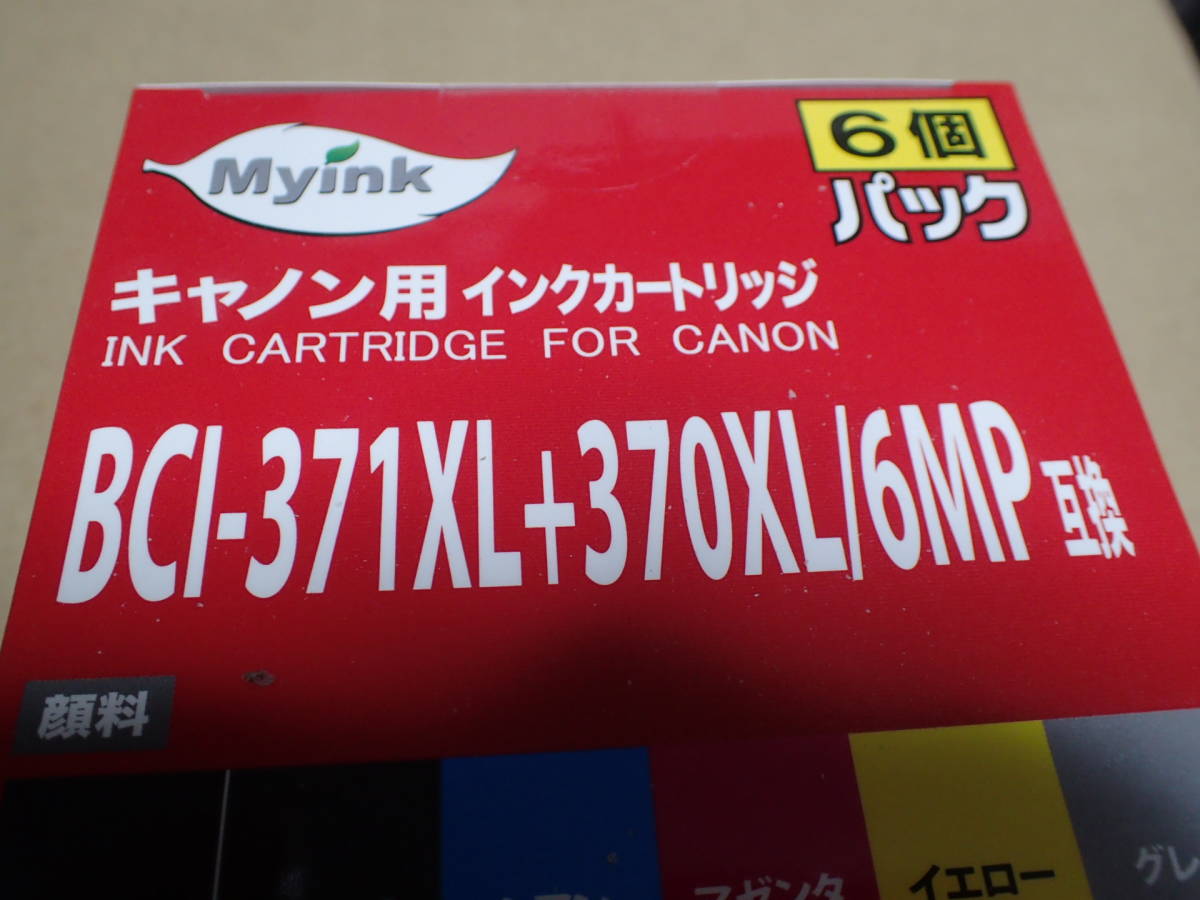 Myink
6個
パック
キャノン用インクカートリッジ
INK CARTRIDGE FOR CANON
BCI-371XL+370XL/6MP 互換
顔料
マゼンタ
イエロー
グレ